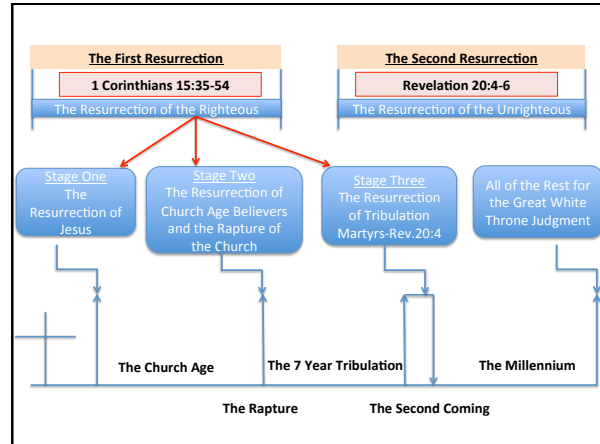 The First Resurrection
1 Corinthians 15:35-54
The Resurrection of the Righteous
The Second Resurrection
Revelation 20:4-6
The Resurrection of the Unrighteous
Stage One
The
Resurrection of
Jesus
Stage Two
The Resurrection of
Church Age Believers
and the Rapture of
the Church
Stage Three
The Resurrection
of Tribulation
Martyrs-Rev.20:4
All of the Rest for
the Great White
Throne Judgment
The Church Age
The 7 Year Tribulation
The Millennium
The Rapture
The Second Coming